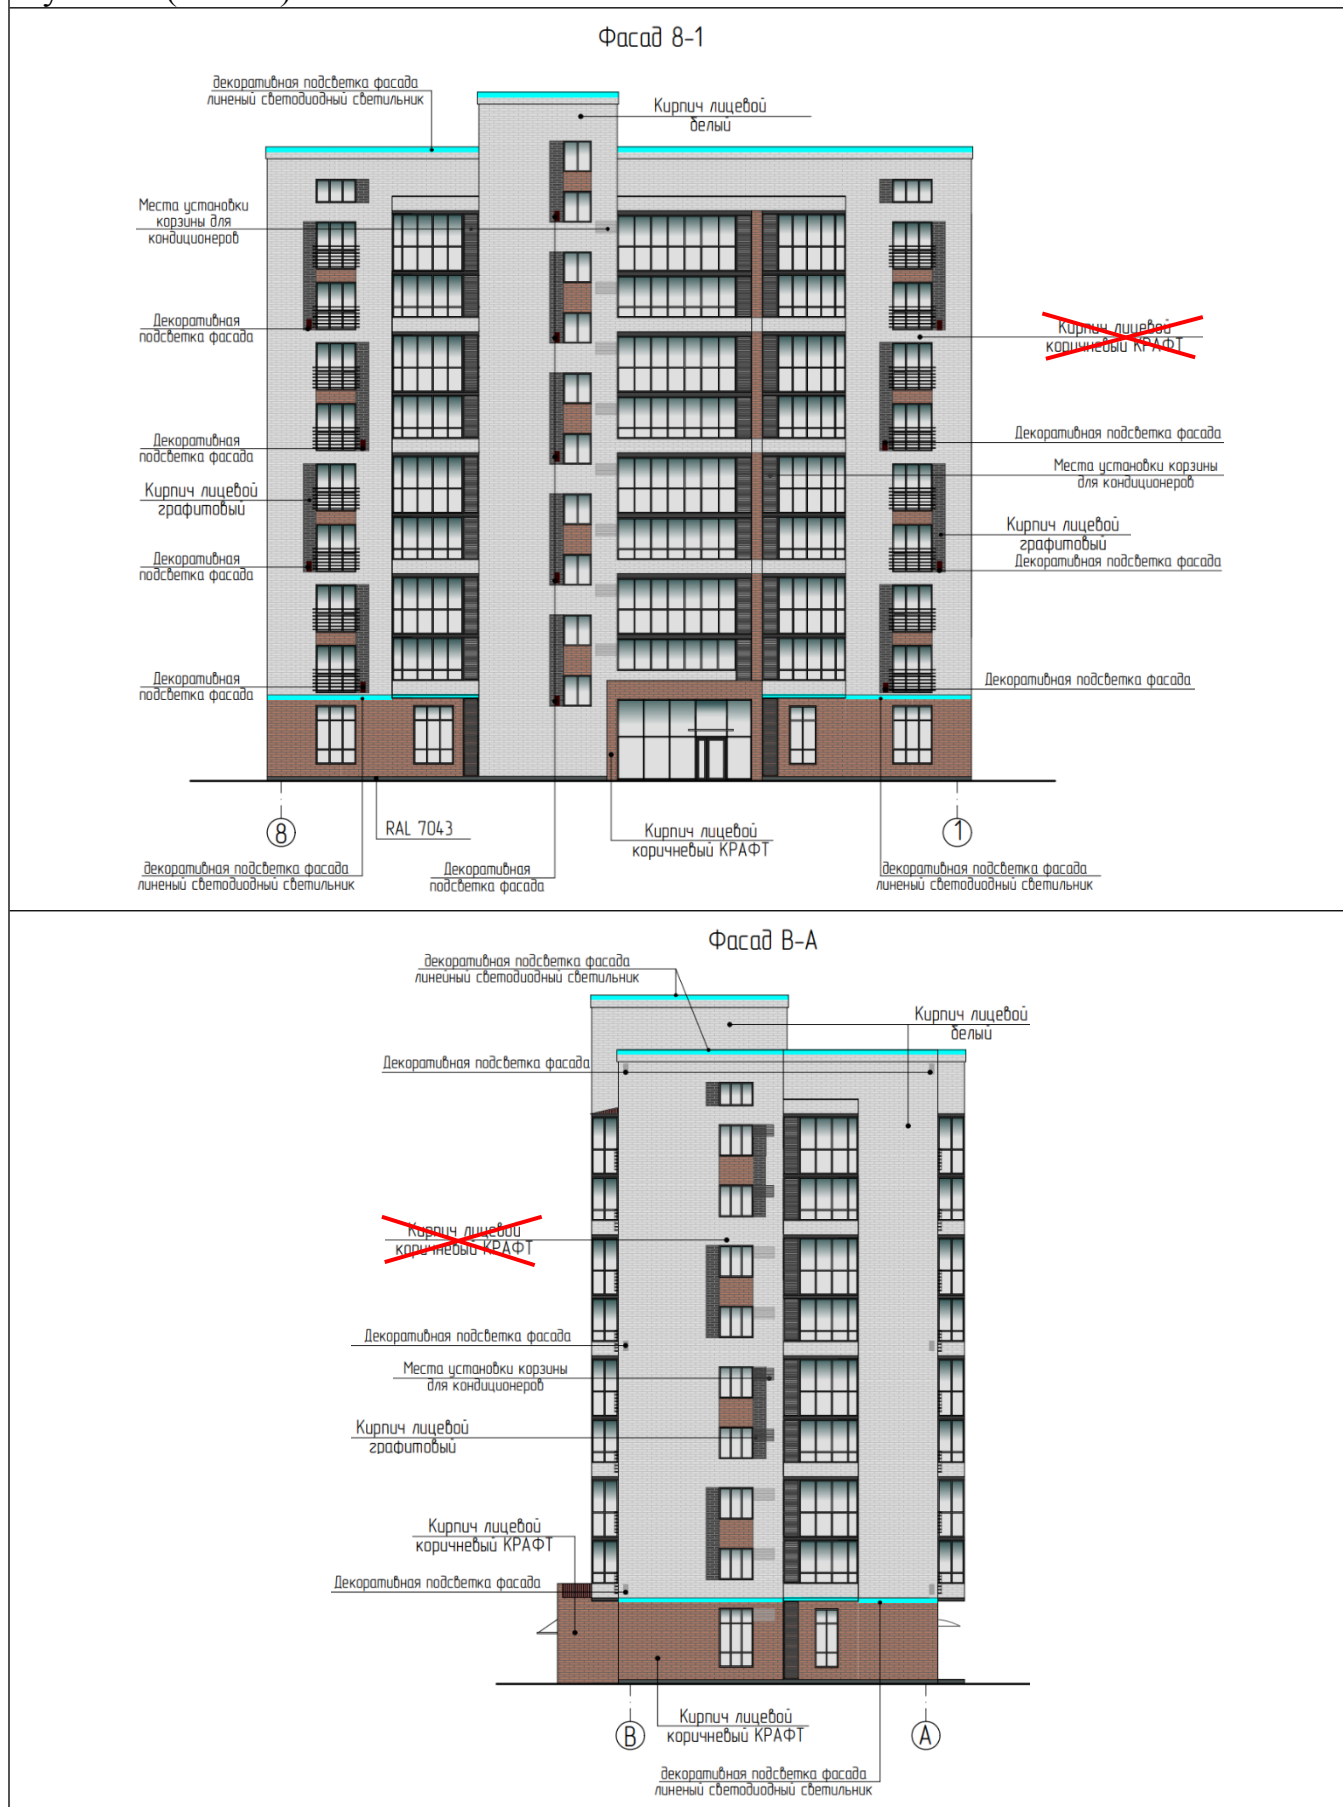 Фасад 8-1
декоративная подсветка фасада
линеный светодиодный светильник
Кирпич лицевой
белый
Места установки
корзины для
кондиционеров
Декоративная
подсветка фасада
Кирпич лицевой
коричневый КРАФТ
Декоративная
подсветка фасада
Декоративная подсветка фасада
Места установки корзины
для кондиционеров
Кирпич лицевой
графитовый
Кирпич лицевой
графитовый
Декоративная
подсветка фасада
Декоративная подсветка фасада
Декоративная
подсветка фасада
Декоративная подсветка фасада
8
RAL 7043
Кирпич лицевой
коричневый КРАФТ
1
декоративная подсветка фасада
линеный светодиодный светильник
Декоративная
подсветка фасада
декоративная подсветка фасада
линеный светодиодный светильник
Фасад В-А
декоративная подсветка фасада
линейный светодиодный светильник
Кирпич лицевой
белый
Декоративная подсветка фасада
Кирпич лицевой
коричневый КРАФТ
Декоративная подсветка фасада
Места установки корзины
для кондиционеров
Кирпич лицевой
графитовый
Кирпич лицевой
коричневый КРАФТ
Декоративная подсветка фасада
В
Кирпич лицевой
коричневый КРАФТ
А
декоративная подсветка фасада
линеный светодиодный светильник